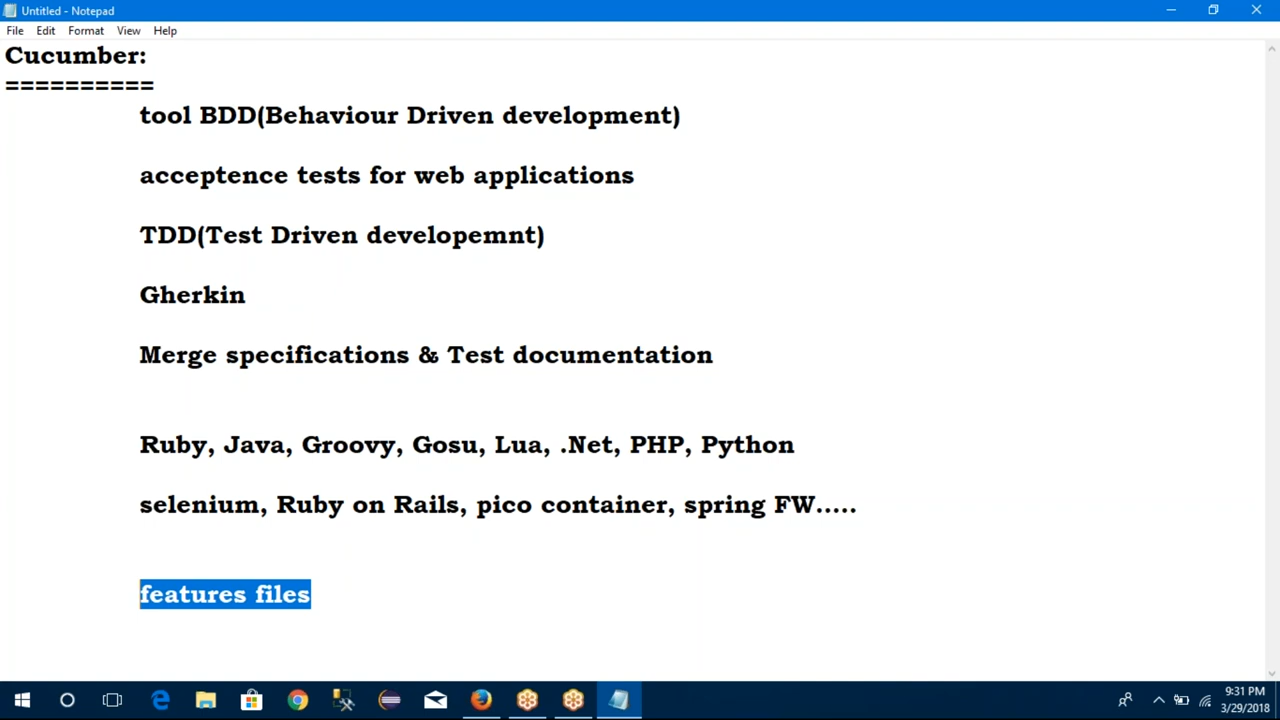 Untitled - Notepad
File Edit Format View Help
Cucumber:
==========
tool BDD(Behaviour Driven development)
acceptence tests for web applications
TDD(Test Driven developemnt)
Gherkin
Merge specifications & Test documentation
Ruby, Java, Groovy, Gosu, Lua, .Net, PHP, Python
selenium, Ruby on Rails, pico container, spring FW.....
features files
9:31 PM
3/29/2018